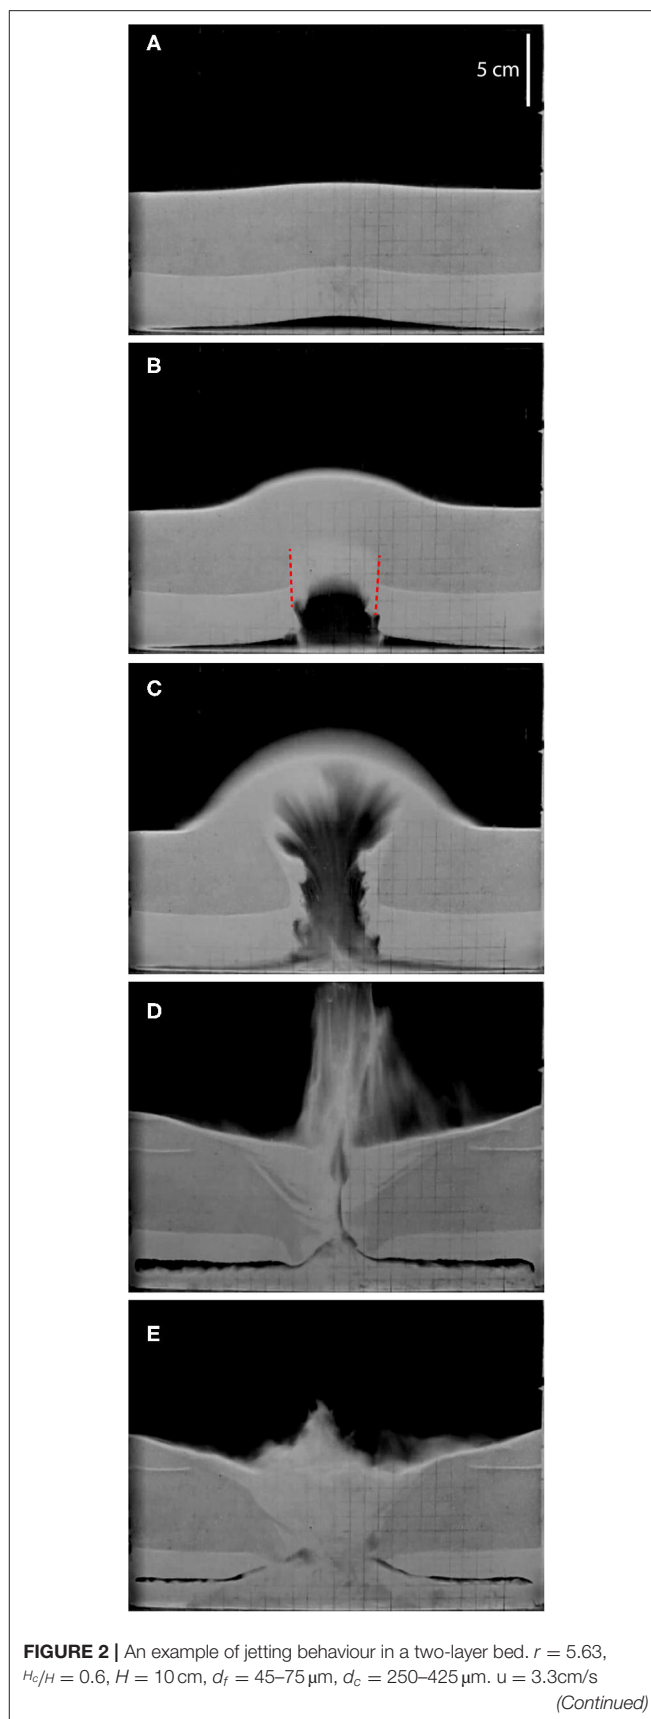 A
5 cm
B
C
D
E
FIGURE 2 | An example of jetting behaviour in a two-layer bed. r = 5.63,
Hc/H = 0.6, H = 10 cm, df = 45–75 μm, dc = 250–425 μm. u = 3.3cm/s
(Continued)